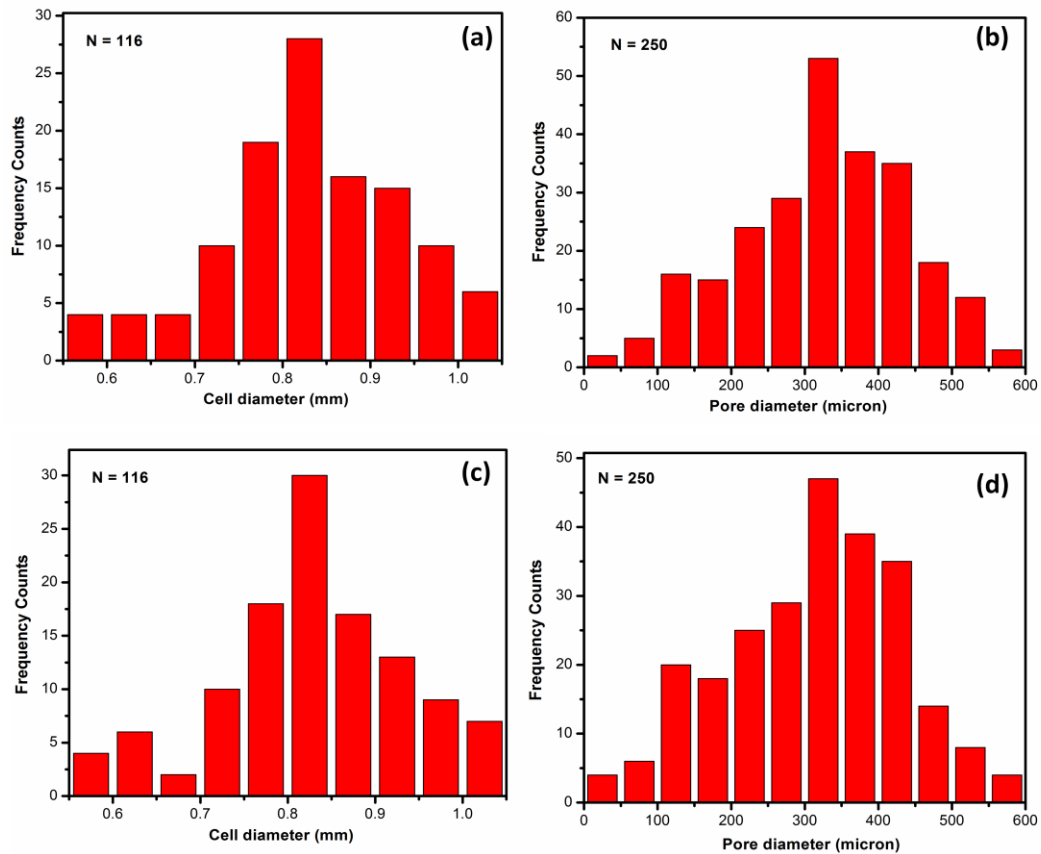 30
25
20
15
10
5
0
N = 116
(a)
Frequency Counts
0.6 0.7 0.8 0.9 1.0
Cell diameter (mm)
60
50
40
30
20
10
0
N = 250
(b)
Frequency Counts
0 100 200 300 400 500 600
Pore diameter (micron)
30
25
20
15
10
5
0
N = 116
(c)
Frequency Counts
0.6 0.7 0.8 0.9 1.0
Cell diameter (mm)
50
40
30
20
10
0
N = 250
(d)
Frequency Counts
0 100 200 300 400 500 600
Pore diameter (micron)